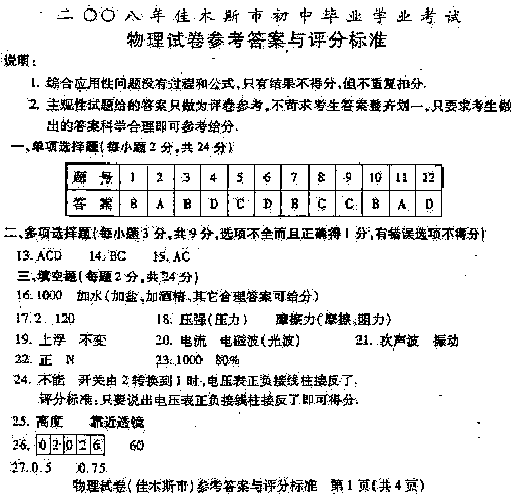 二〇〇八年佳木斯市初中毕业学业考试
物理试卷参考答案与评分标准
说明:
1. 综合应用性问题没有过程和公式,只有结果不得分,但不重复扣分.
2. 主观性试题给的答案只做为评卷参考,不苛求考生答案整齐划一,只要求考生做
出的答案科学合理即可参考给分.
一、单项选择题(每小题2分,共24分)
题 号 1 2 3 4 5 6 7 8 9 10 11 12
答 案 B A B D C D B C C B A D
二、多项选择题(每小题3分,共9分,选项不全而且正确得1分,有错误选项不得分)
13. ACD 14. BC 15. AC
三、填空题(每题2分,共24分)
16. 1000 加水(加盐、加酒精、其它合理答案可给分)
17. 2 120 18. 压强(压力) 摩擦力(摩擦、阻力)
19. 上浮 不变 20. 电流 电磁波(光波) 21. 次声波 振动
22. 正 N 23. 1000 80%
24. 不能 开关由2转换到1时,电压表正负接线柱接反了.
评分标准:只要说出电压表正负接线柱接反了即可得分.
25. 高度 靠近透镜
26. 0 2 0 2 6 60
27. 0.5 0.75
物理试卷(佳木斯市)参考答案与评分标准 第1页(共4页)